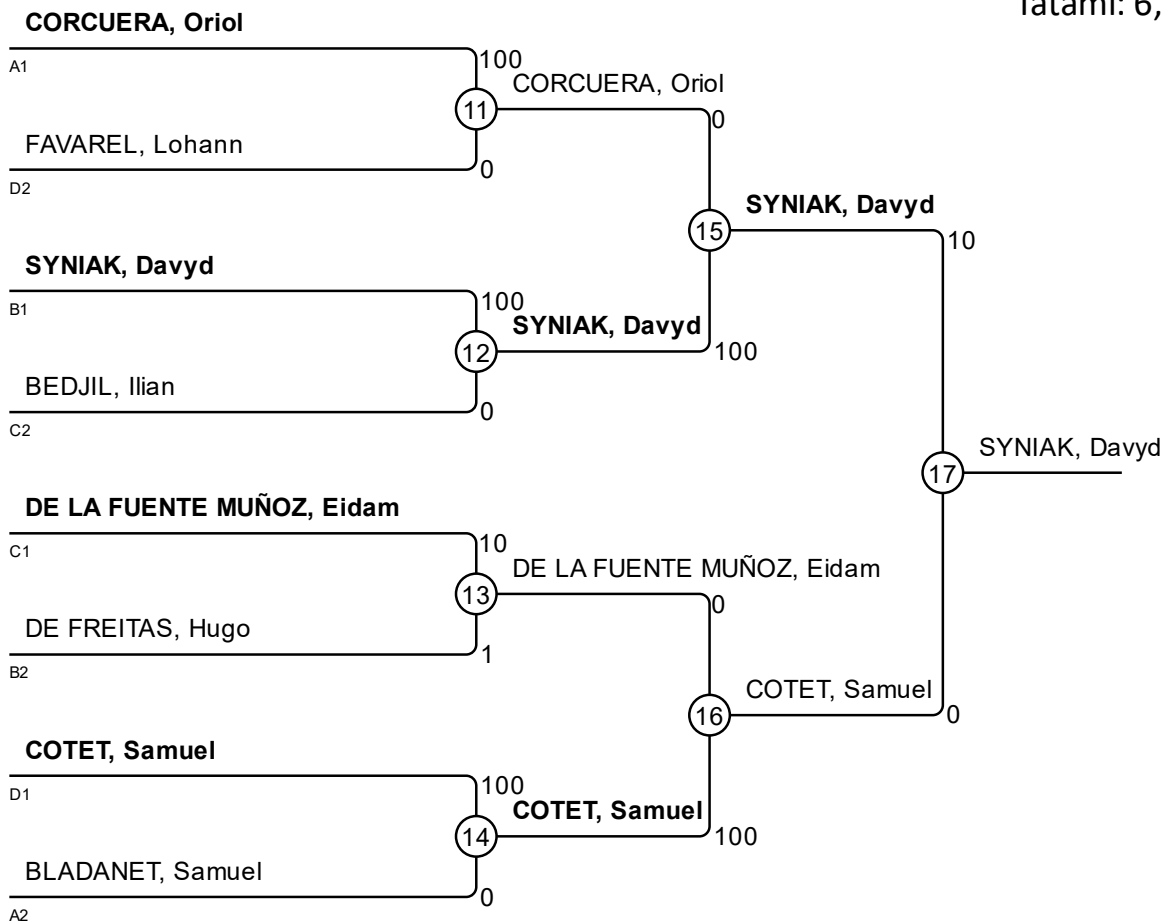 Tatami: 6,
CORCUERA, Oriol
A1
100
CORCUERA, Oriol
11
0
FAVAREL, Lohann
0
D2
SYNIAK, Davyd
15
10
SYNIAK, Davyd
B1
100
SYNIAK, Davyd
12
100
BEDJIL, Ilian
0
C2
SYNIAK, Davyd
17
DE LA FUENTE MUÑOZ, Eidam
C1
10
DE LA FUENTE MUÑOZ, Eidam
13
0
DE FREITAS, Hugo
1
B2
COTET, Samuel
16
0
COTET, Samuel
D1
100
COTET, Samuel
14
100
BLADANET, Samuel
0
A2